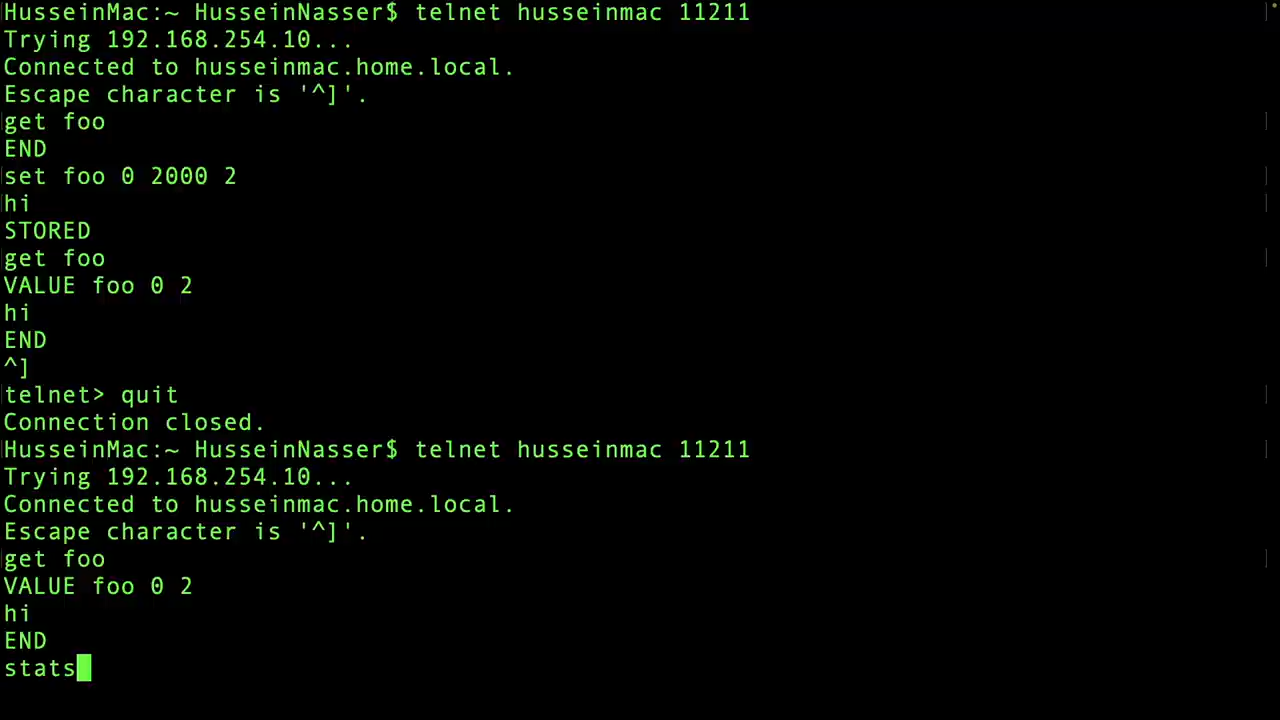 HusseinMac:~ HusseinNasser$ telnet husseinmac 11211
Trying 192.168.254.10...
Connected to husseinmac.home.local.
Escape character is '^]'.
get foo
END
set foo 0 2000 2
hi
STORED
get foo
VALUE foo 0 2
hi
END
^]
telnet> quit
Connection closed.
HusseinMac:~ HusseinNasser$ telnet husseinmac 11211
Trying 192.168.254.10...
Connected to husseinmac.home.local.
Escape character is '^]'.
get foo
VALUE foo 0 2
hi
END
stats